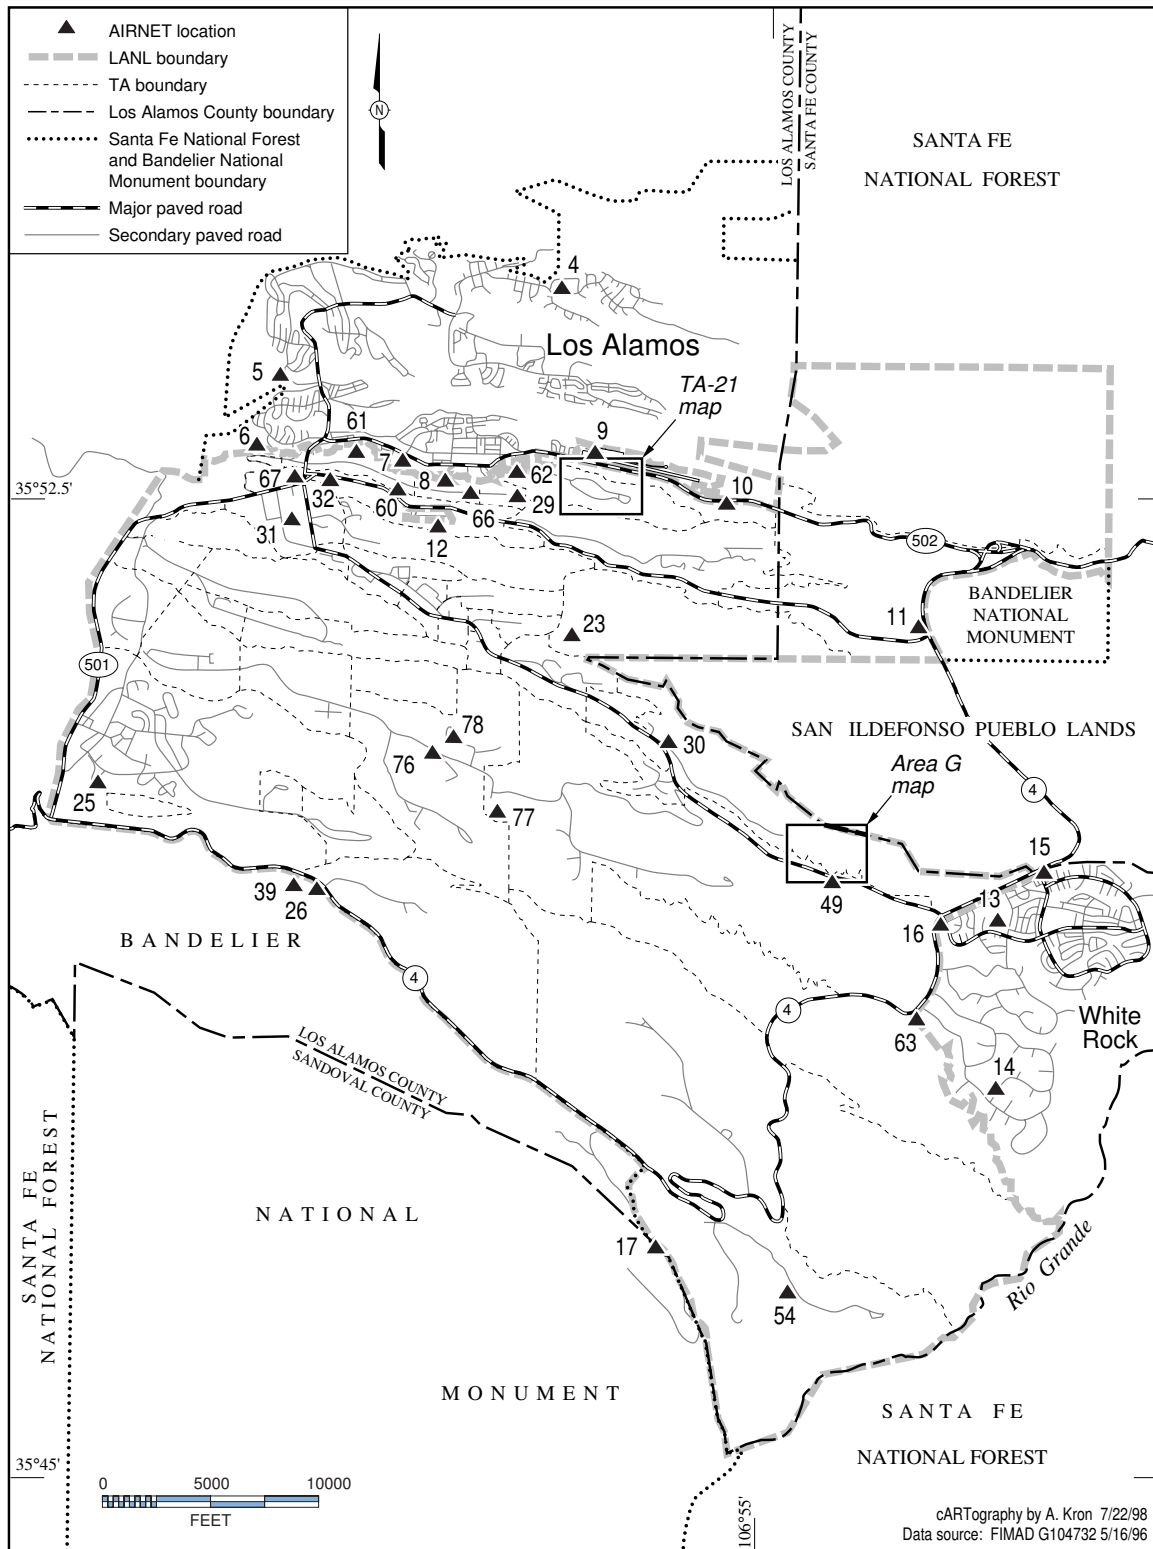 AIRNET location
LANL boundary
TA boundary
Los Alamos County boundary
Santa Fe National Forest
and Bandelier National
Monument boundary
Major paved road
Secondary paved road
N
LOS ALAMOS COUNTY
SANTA FE COUNTY
SANTA FE
NATIONAL FOREST
4
Los Alamos
5
TA-21
map
61
9
6
7
8
62
67
32
60
66
29
10
35°52.5'
31
12
502
BANDELIER
NATIONAL
MONUMENT
11
23
501
SAN ILDEFONSO PUEBLO LANDS
78
30
76
Area G
map
25
4
77
15
39
26
49
13
16
BANDELIER
4
4
White
Rock
63
LOS ALAMOS COUNTY
SANDOVAL COUNTY
14
SANTA FE
NATIONAL FOREST
NATIONAL
17
Rio Grande
54
MONUMENT
SANTA FE
NATIONAL FOREST
35°45'
0 5000 10000
FEET
106°55'
cARTography by A. Kron 7/22/98
Data source: FIMAD G104732 5/16/96